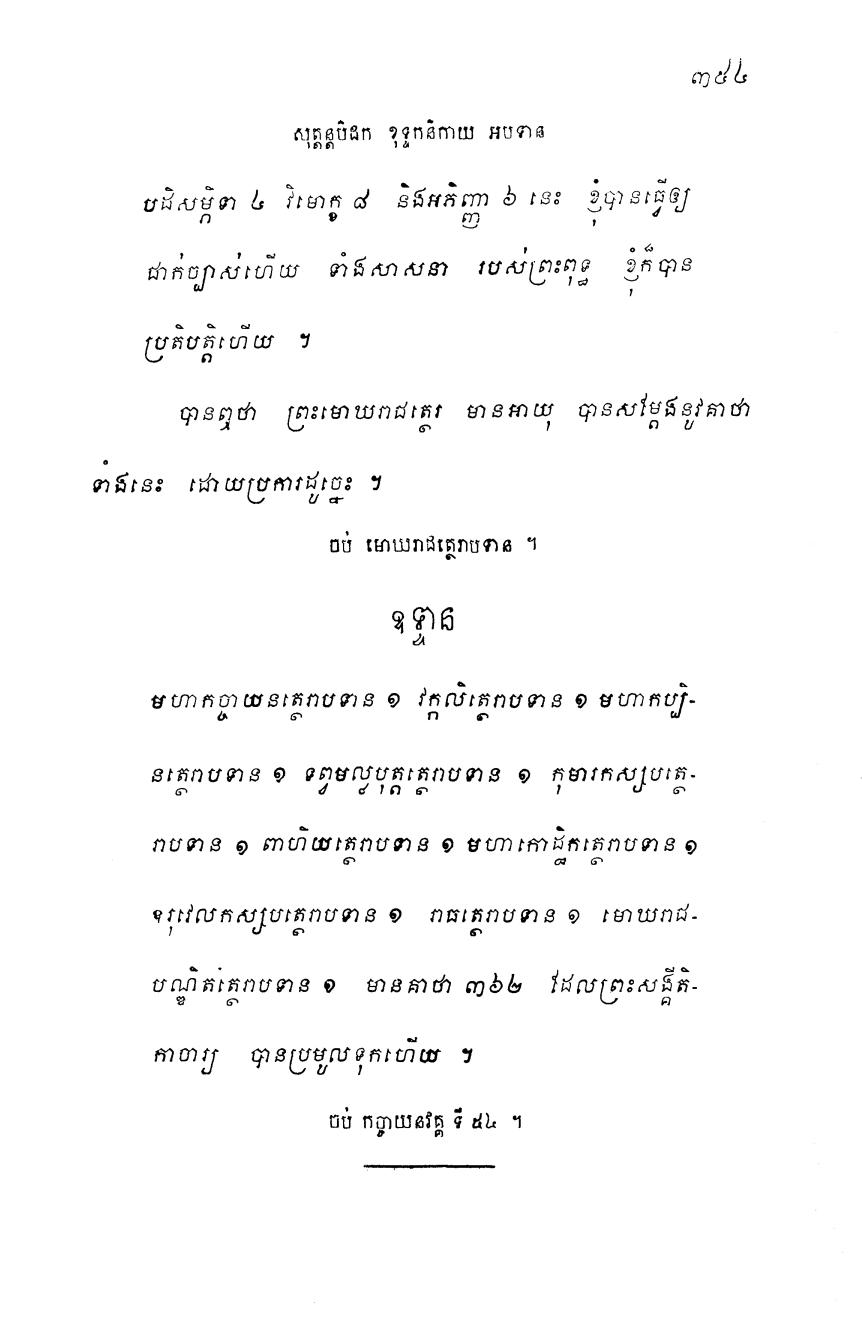 ៣៥៤
សុត្តន្តបិដក ខុទ្ទកនិកាយ អបទាន
បដិសម្ភិទា ៤ វិមោក្ខ ៨ និងអភិញ្ញា ៦ នេះ ខ្ញុំបានធ្វើឲ្យ
ជាក់ច្បាស់ហើយ ទាំងសាសនា របស់ព្រះពុទ្ធ ខ្ញុំក៏បាន
ប្រតិបត្តិហើយ ។
បានឮថា ព្រះមោឃរាជត្ថេរ មានអាយុ បានសម្តែងនូវគាថា
ទាំងនេះ ដោយប្រការដូច្នេះ ។
ចប់ មោឃរាជត្ថេរាបទាន ។
ឧទ្ទាន
មហាកច្ចាយនត្ថេរាបទាន ១ វក្កលិត្ថេរាបទាន ១ មហាកប្បិ-
នត្ថេរាបទាន ១ ទព្វមល្លបុត្តត្ថេរាបទាន ១ កុមារកស្សបត្ថេ-
រាបទាន ១ ពាហិយត្ថេរាបទាន ១ មហាកោដ្ឋិកត្ថេរាបទាន ១
ឧរុវេលកស្សបត្ថេរាបទាន ១ រាធត្ថេរាបទាន ១ មោឃរាជ-
បណ្ឌិតត្ថេរាបទាន ១ មានគាថា ៣៦២ ដែលព្រះសង្គីតិ-
កាចារ្យ បានប្រមូលទុកហើយ ។
ចប់ កច្ចាយនវគ្គ ទី ៥៤ ។